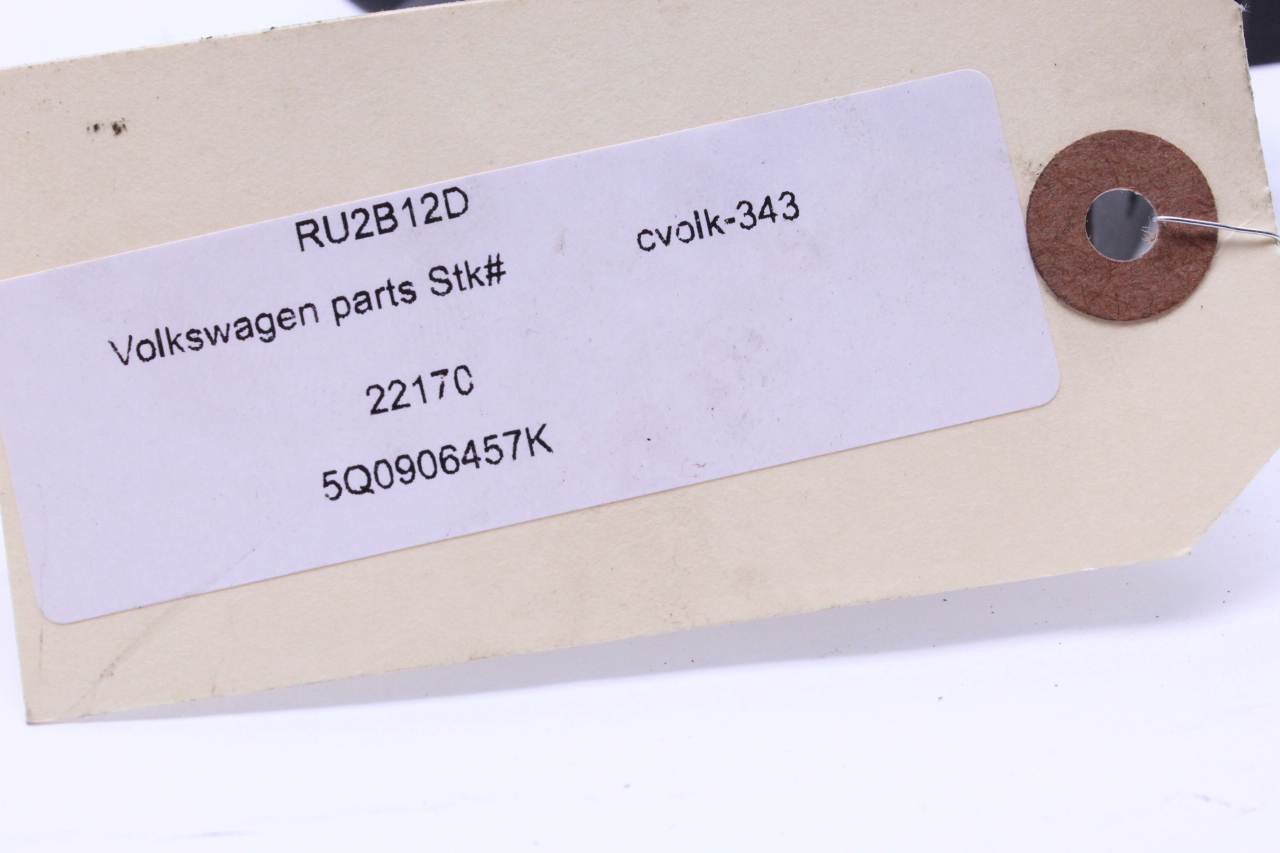 RU2B12D
cvolk-343
Volkswagen parts Stk#
22170
5Q0906457K